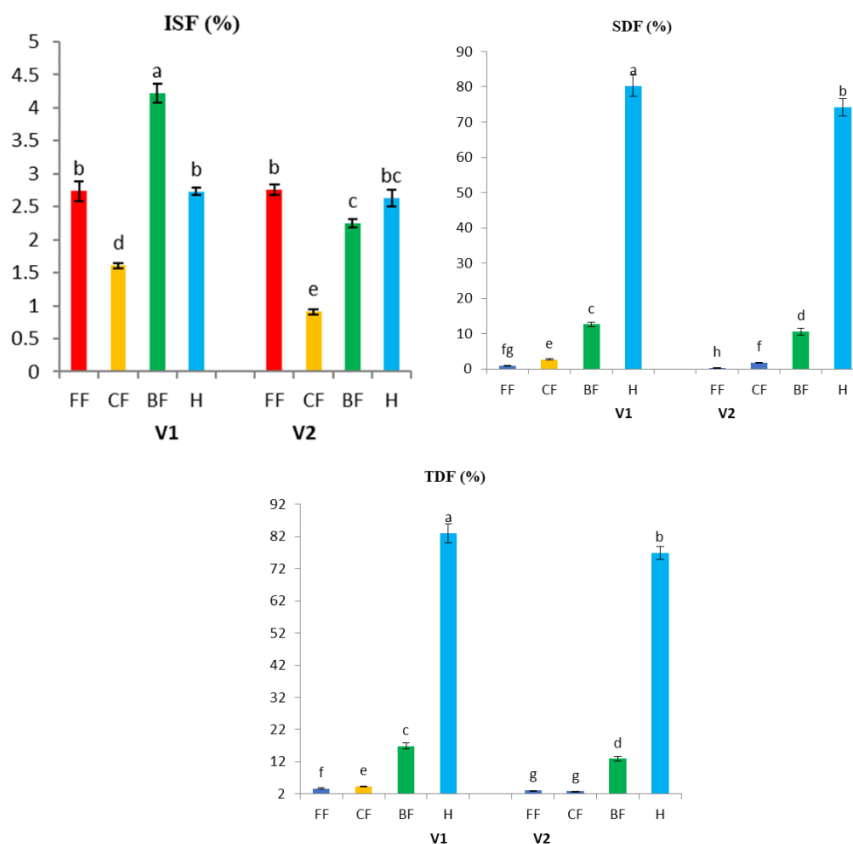 ISF (%)
5
4.5
4
3.5
3
2.5
2
1.5
1
0.5
0
b
d
a
b
b
e
c
bc
FF CF BF H FF CF BF H
V1 V2
SDF (%)
90
80
70
60
50
40
30
20
10
0
fg
e
c
a
h
f
d
b
FF CF BF H FF CF BF H
V1 V2
TDF (%)
92
82
72
62
52
42
32
22
12
2
f
e
c
a
g
g
d
b
FF CF BF H FF CF BF H
V1 V2